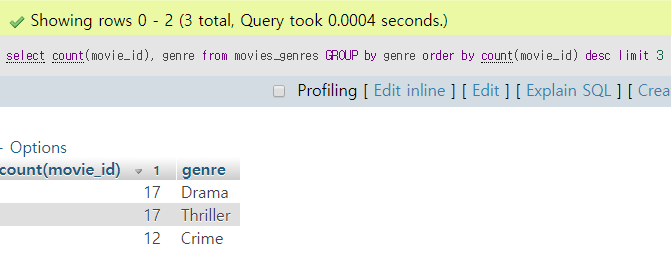 Showing rows 0 - 2 (3 total, Query took 0.0004 seconds.)
select count(movie_id), genre from movies_genres GROUP by genre order by count(movie_id) desc limit 3
Profiling [ Edit inline ] [ Edit ] [ Explain SQL ] [ Crea
- Options
count(movie_id) 1 genre
17 Drama
17 Thriller
12 Crime